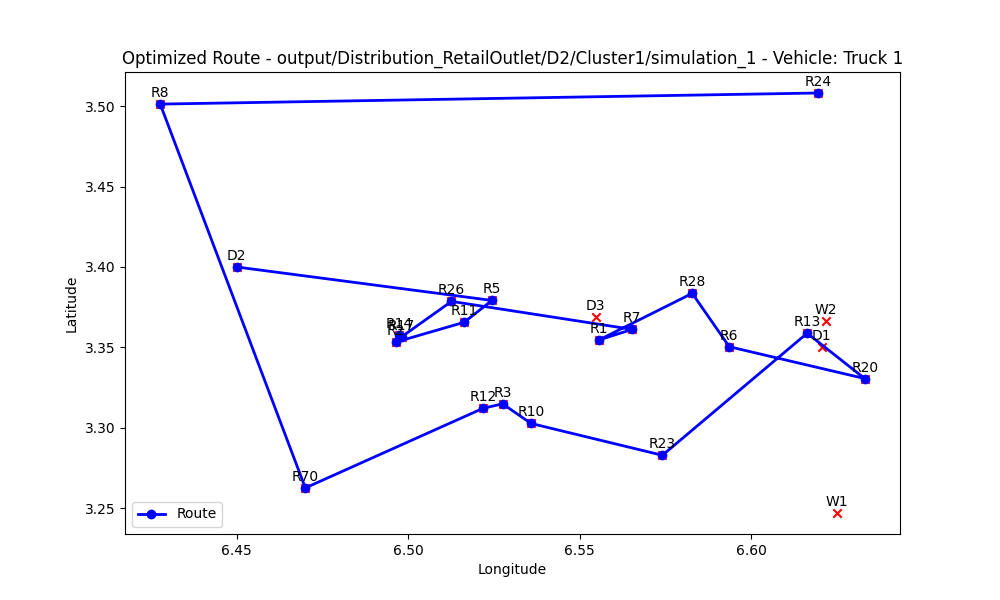 Optimized Route - output/Distribution_RetailOutlet/D2/Cluster1/simulation_1 - Vehicle: Truck 1
R8
R24
3.50
3.45
3.40
3.35
3.30
3.25
Latitude
D2
R26
R5
R11
R14
D3
R1
R7
R28
R6
W2
R13
D1
R20
R12
R3
R10
R23
R70
W1
Route
6.45
6.50
6.55
6.60
Longitude